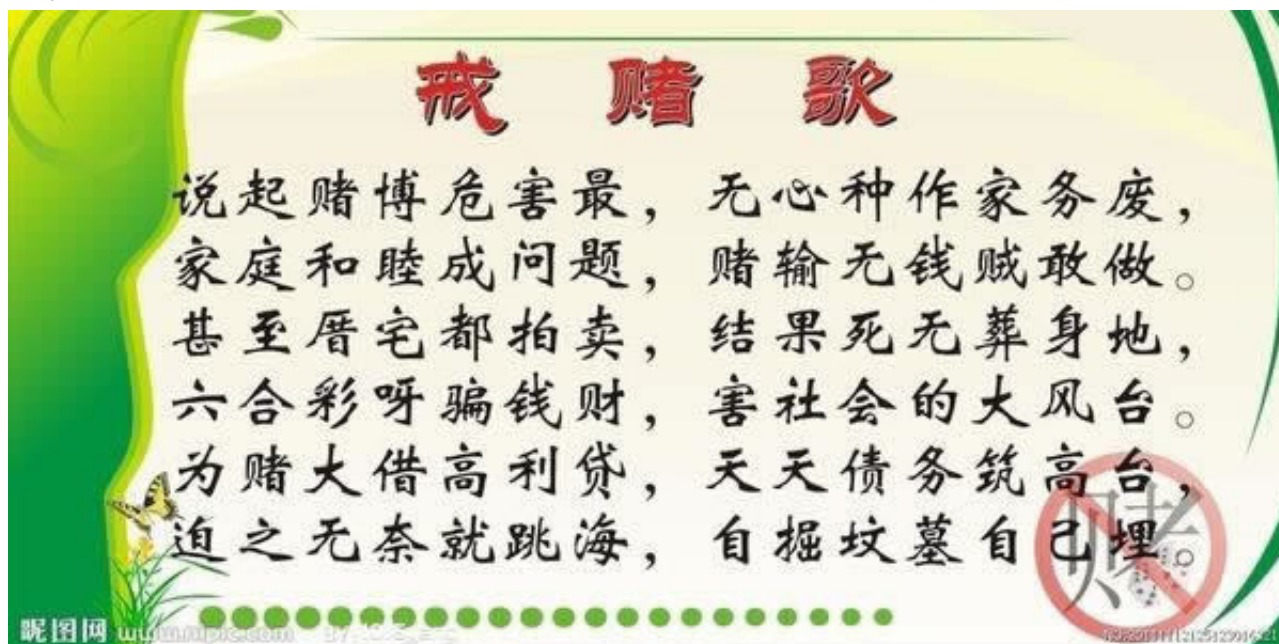 戒 赌 歌
说起赌博危害最，无心种作家务废，
家庭和睦成问题，赌输无钱贼敢做。
甚至厝宅都拍卖，结果死无葬身地，
六合彩呀骗钱财，害社会的大风台。
为赌大借高利贷，天天债务筑高台，
迫之无奈就跳海，自掘坟墓自己埋。
赌
昵图网 www.nipic.com